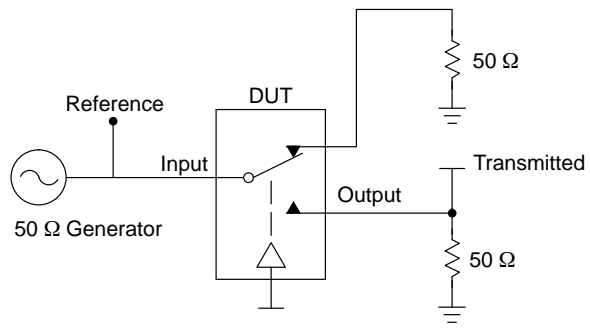 50 Ω
DUT
Reference
Input
Transmitted
Output
50 Ω Generator
50 Ω